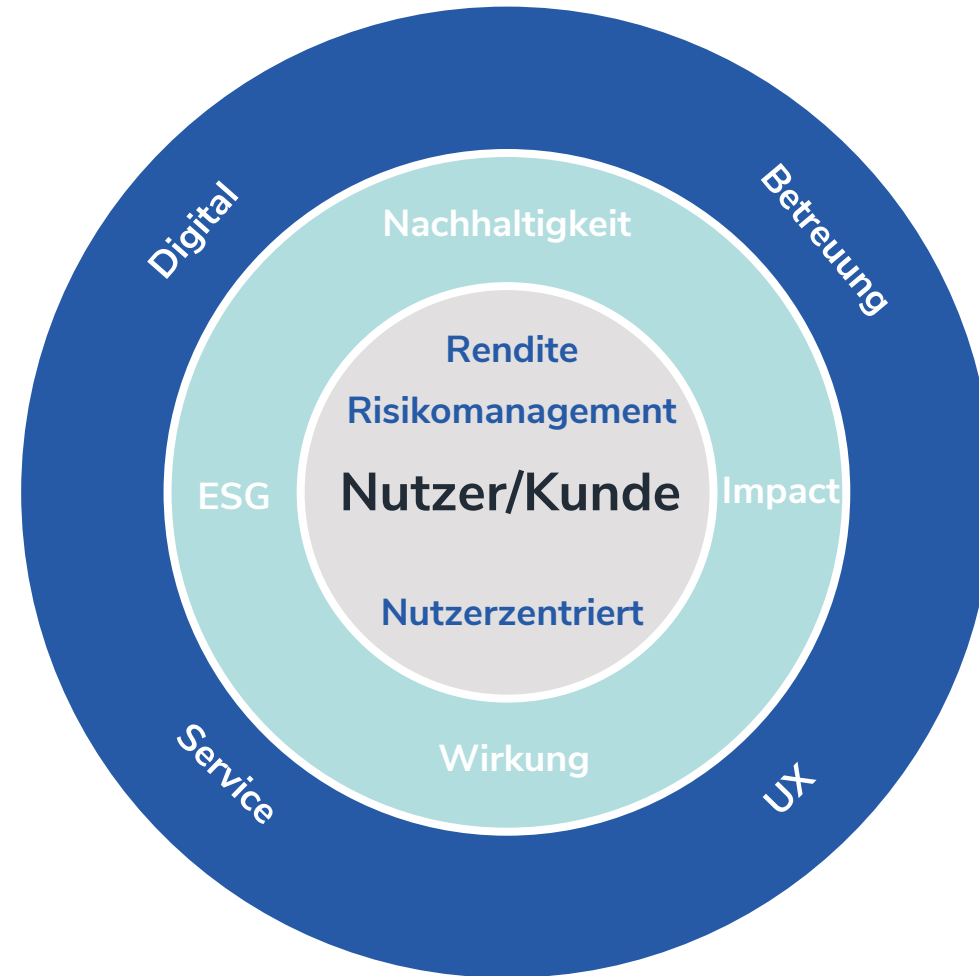 Digital
Betreuung
Nachhaltigkeit
Rendite
Risikomanagement
ESG
Nutzer/Kunde
Impact
Nutzerzentriert
Wirkung
Service
UX